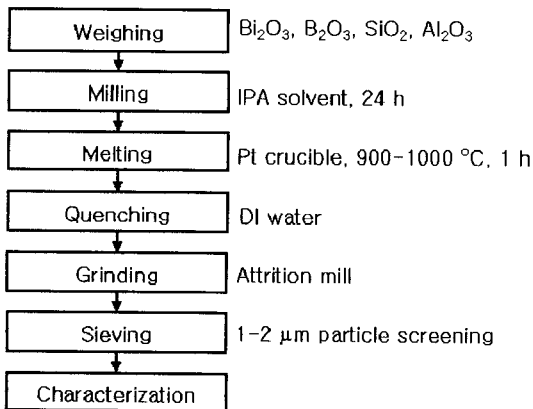 Weighing Bi₂O₃, B₂O₃, SiO₂, Al₂O₃
Milling IPA solvent, 24 h
Melting Pt crucible, 900-1000 ℃, 1 h
Quenching DI water
Grinding Attrition mill
Sieving 1-2 μm particle screening
Characterization